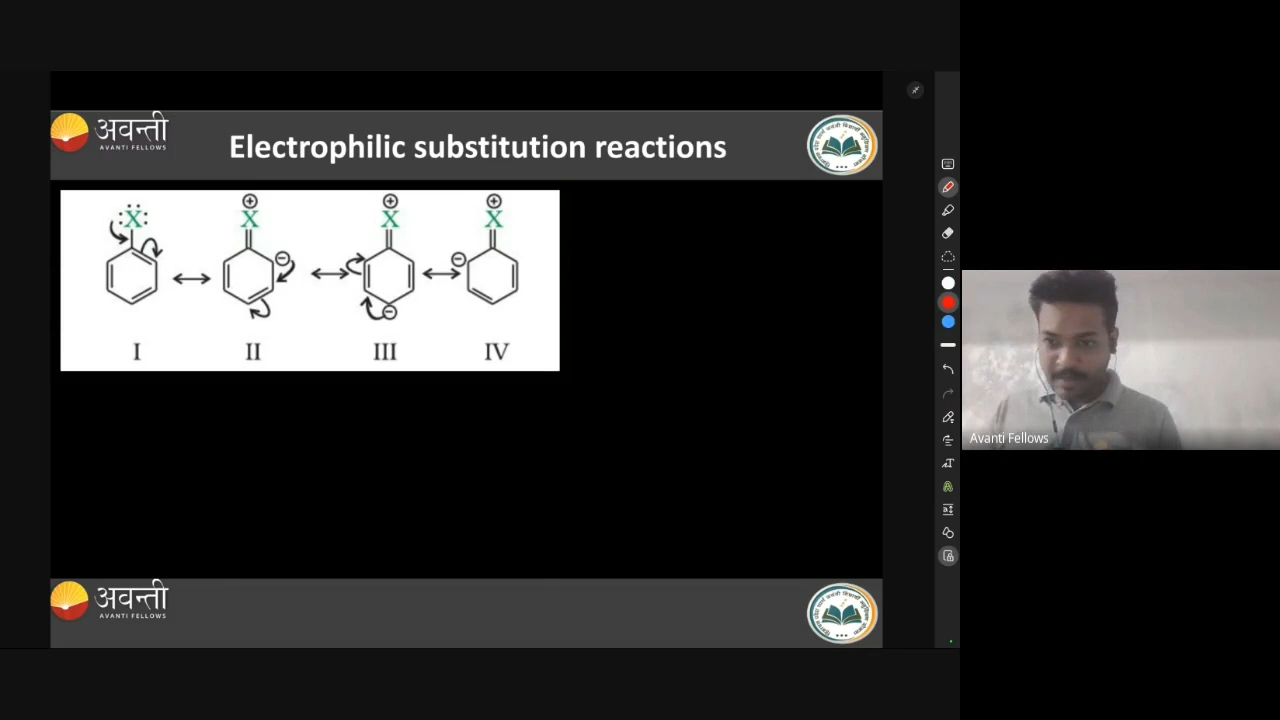 अवन्ती
AVANTI FELLOWS
Electrophilic substitution reactions
X
X
X
X
I
II
III
IV
Avanti Fellows
अवन्ती
AVANTI FELLOWS